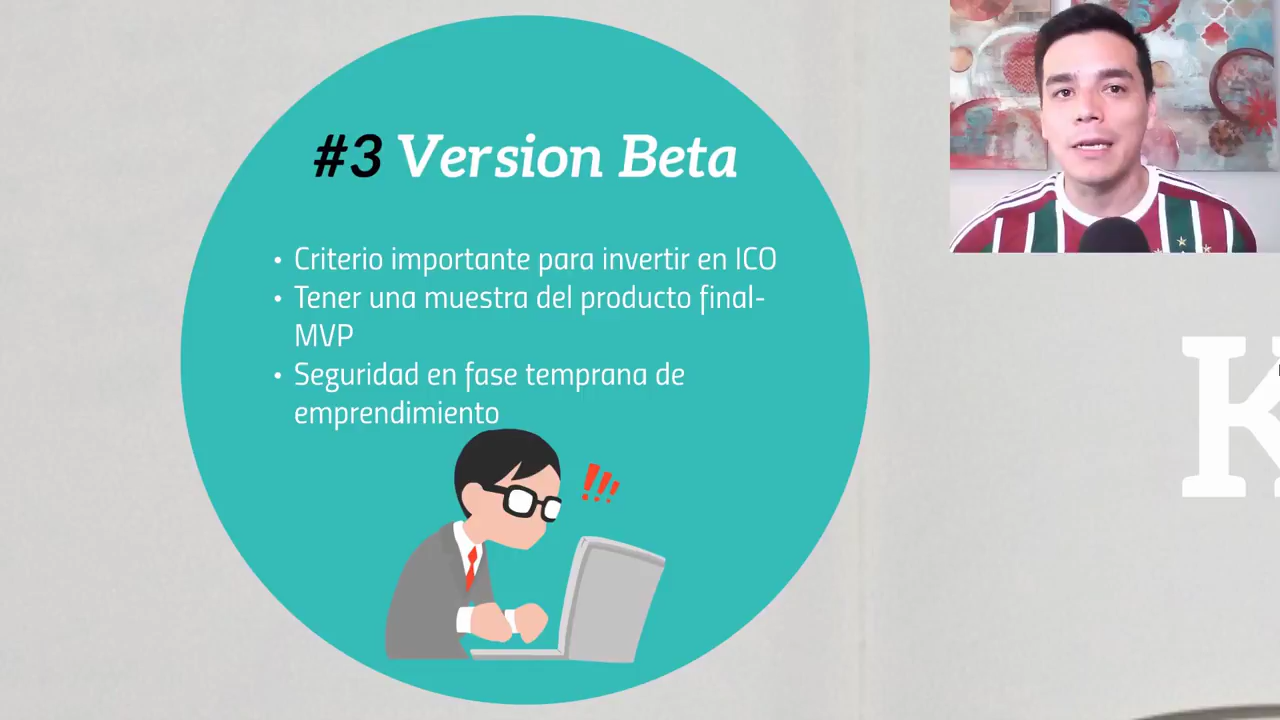 #3 Version Beta
• Criterio importante para invertir en ICO
• Tener una muestra del producto final-
MVP
• Seguridad en fase temprana de
emprendimiento
!!!
K